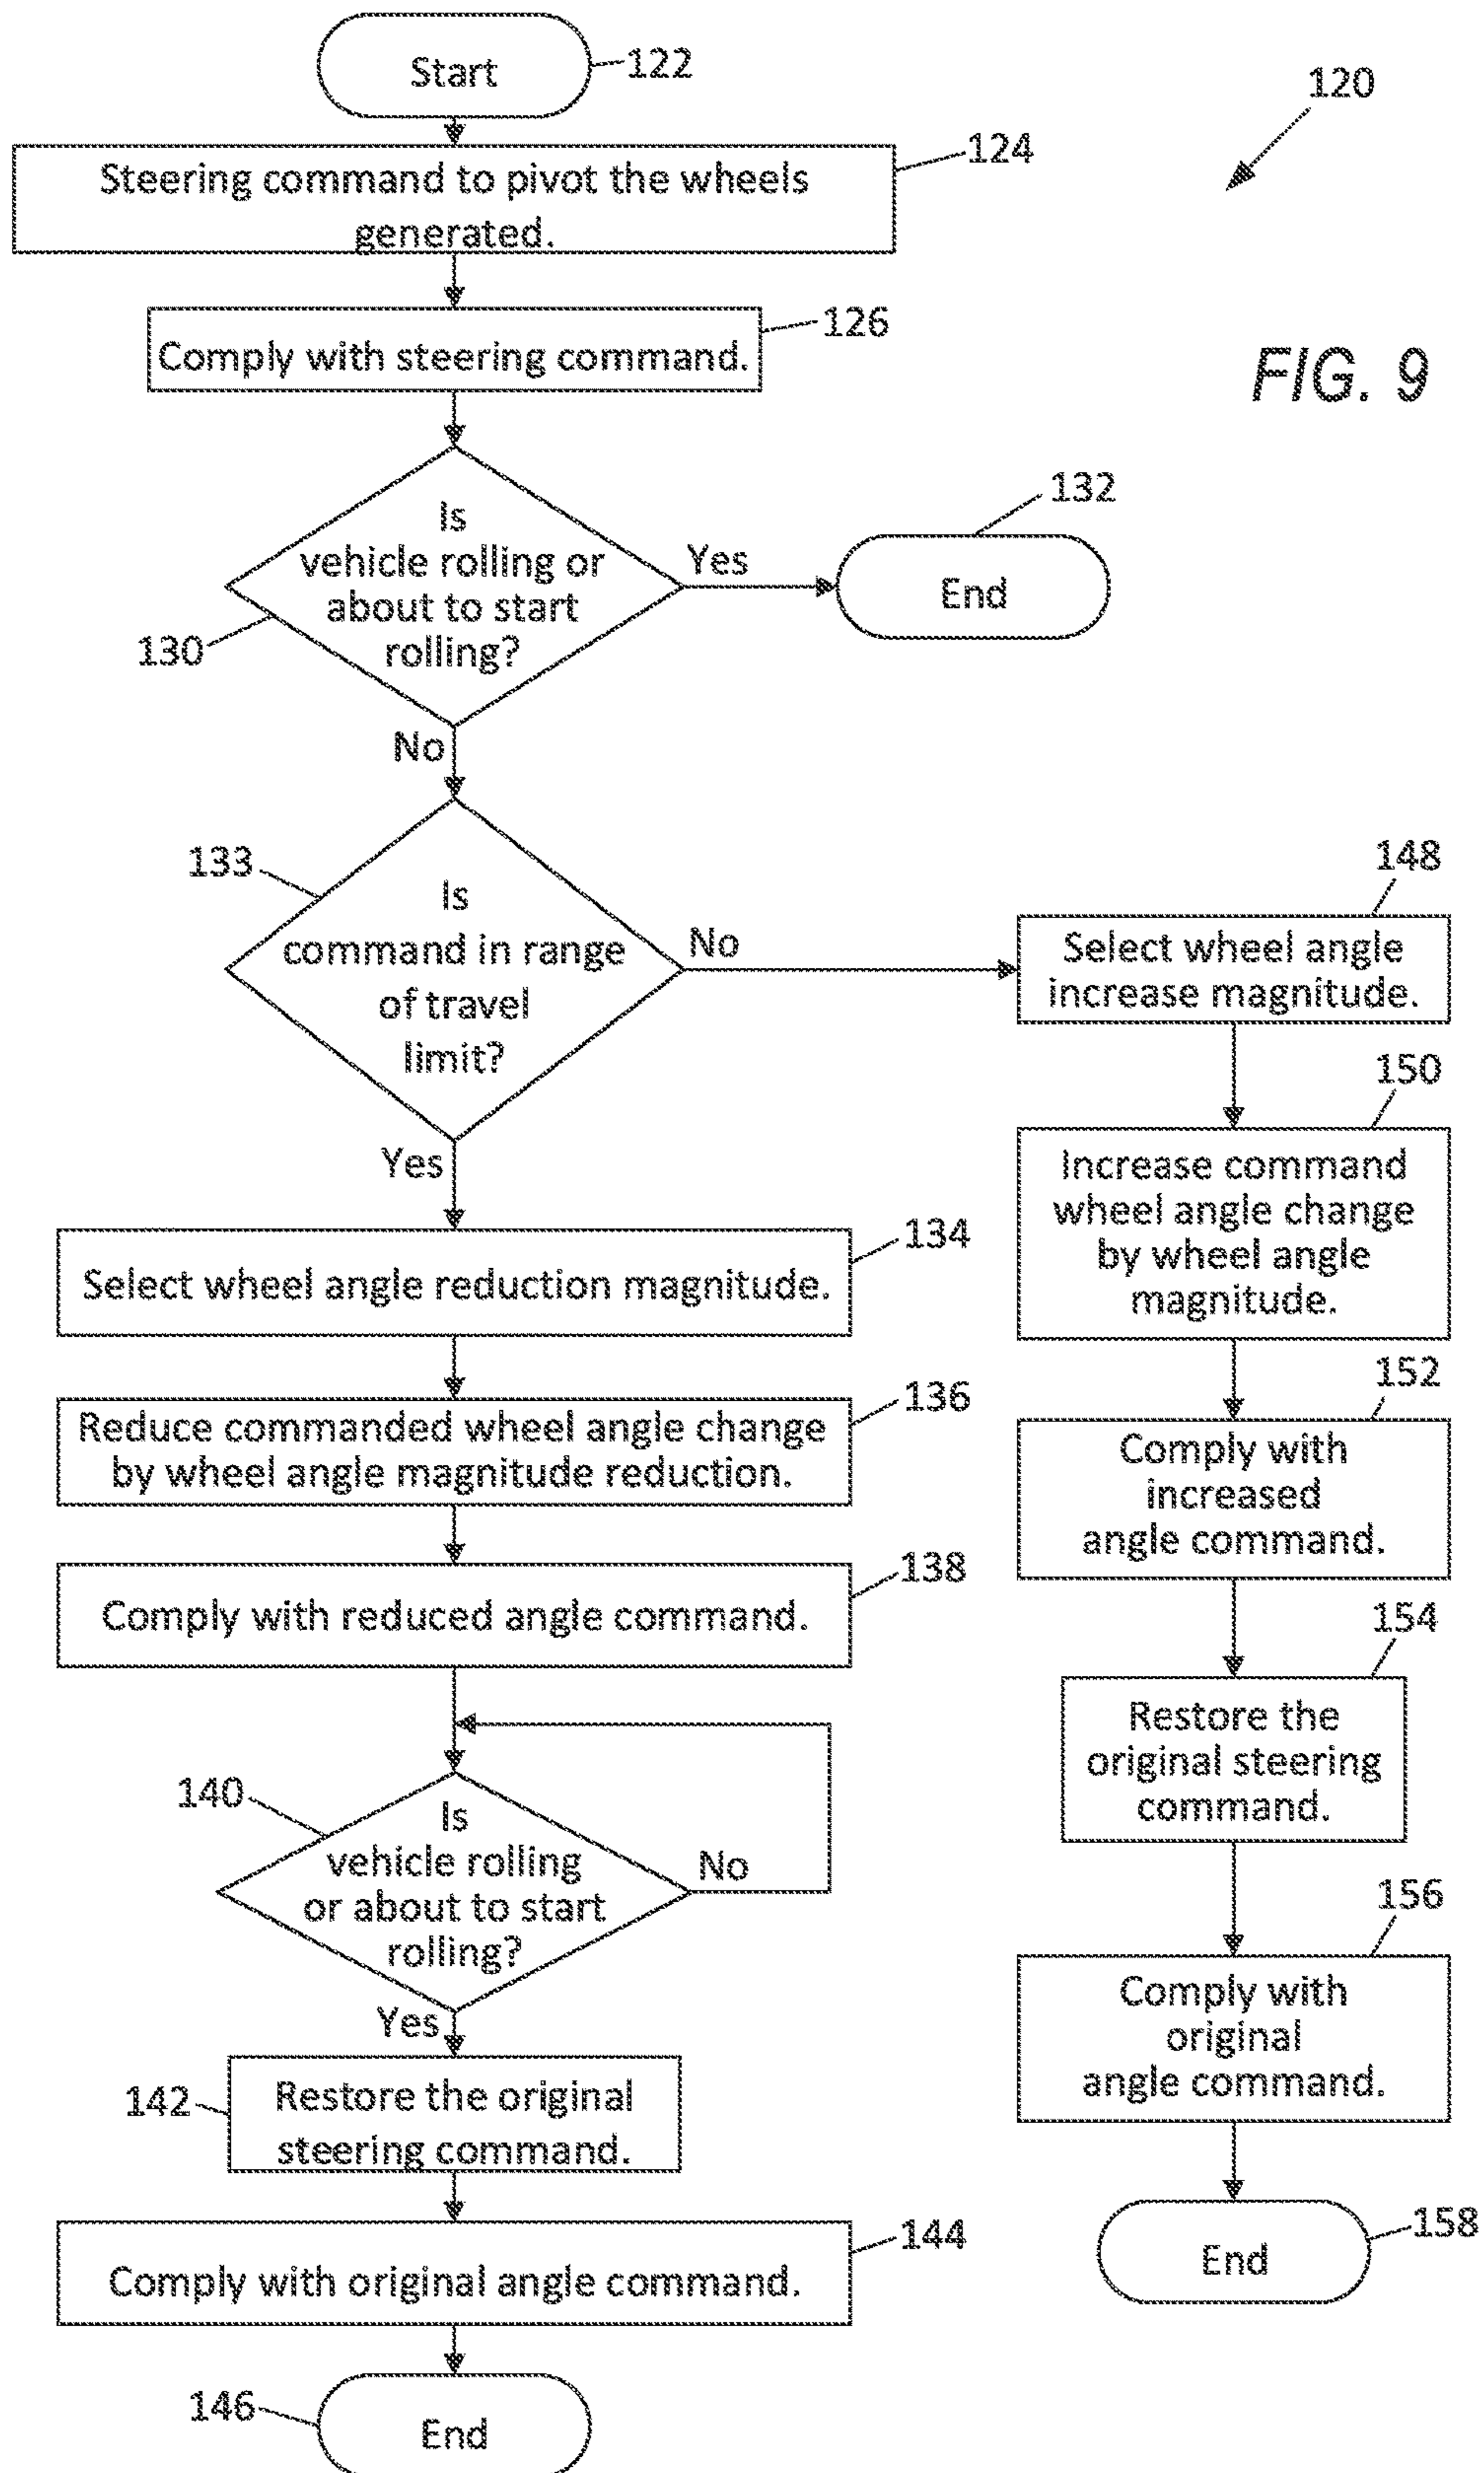 Start
122
120
Steering command to pivot the wheels
generated.
124
Comply with steering command.
126
FIG. 9
Is
vehicle rolling or
about to start
rolling?
130
Yes
End
132
No
Is
command in range
of travel
limit?
133
No
Yes
Select wheel angle
increase magnitude.
148
Increase command
wheel angle change
by wheel angle
magnitude.
150
Select wheel angle reduction magnitude.
134
Reduce commanded wheel angle change
by wheel angle magnitude reduction.
136
Comply with
increased
angle command.
152
Comply with reduced angle command.
138
Restore the
original steering
command.
154
Is
vehicle rolling
or about to start
rolling?
140
No
Yes
Comply with
original
angle command.
156
Restore the original
steering command.
142
Comply with original angle command.
144
End
158
End
146